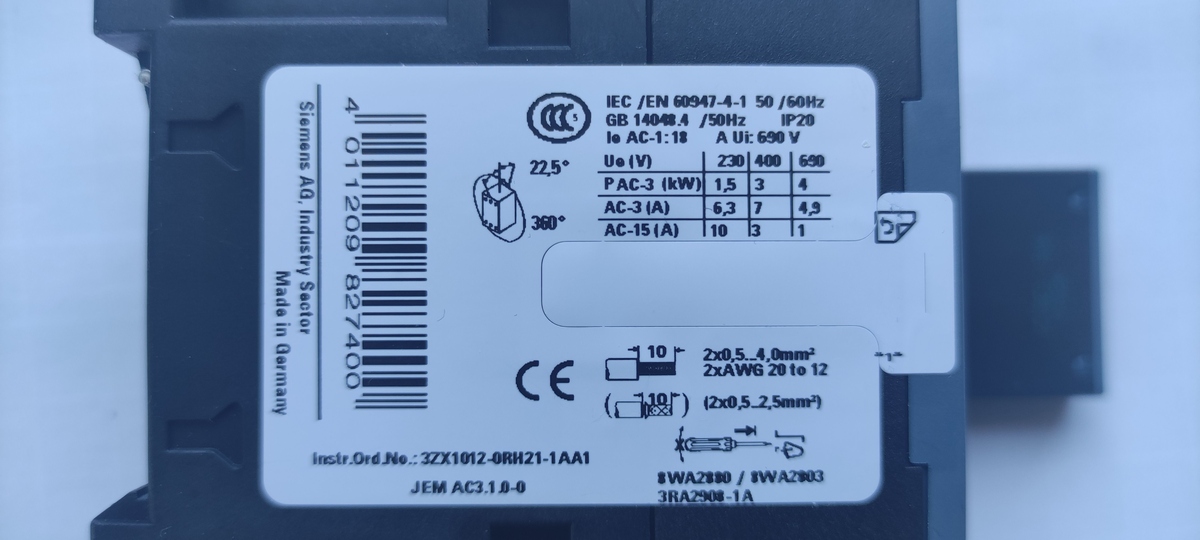 Siemens AG, Industry Sector
Made in Germany
4 011209 827400
CCC S
IEC /EN 60947-4-1 50 /60Hz
GB 14048.4 /50Hz IP20
Ie AC-1: 18 A Ui: 690 V
Ue (V) 230 400 690
P AC-3 (kW) 1,5 3 4
AC-3 (A) 6,3 7 4,9
AC-15 (A) 10 3 1
22,5°
360°
CE
10 2x0,5...4,0mm²
2xAWG 20 to 12
( 10 ) (2x0,5..2,5mm²)
Instr.Ord.No.: 3ZX1012-0RH21-1AA1
JEM AC3.1.0-0
8WA2880 / 8WA2803
3RA2908-1A